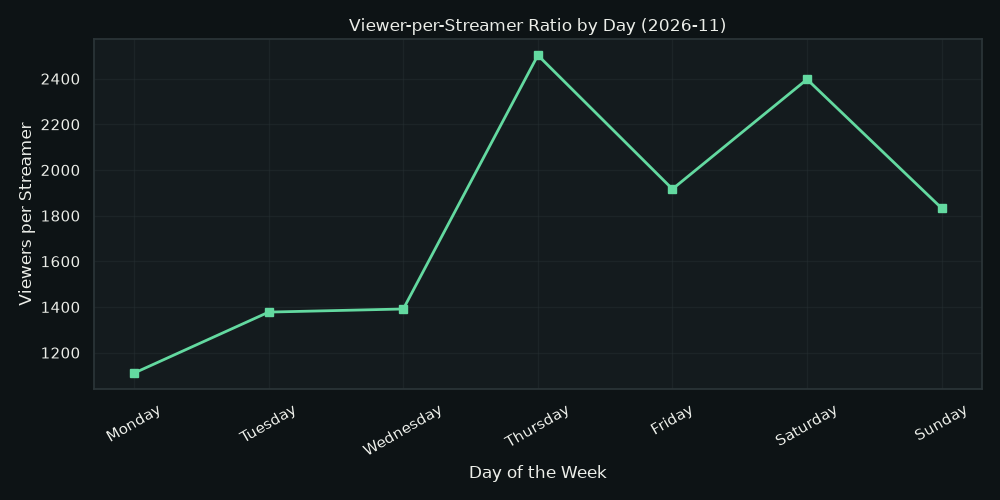 Viewer-per-Streamer Ratio by Day (2026-11)
Viewers per Streamer
2400
2200
2000
1800
1600
1400
1200
Monday
Tuesday
Wednesday
Thursday
Friday
Saturday
Sunday
Day of the Week